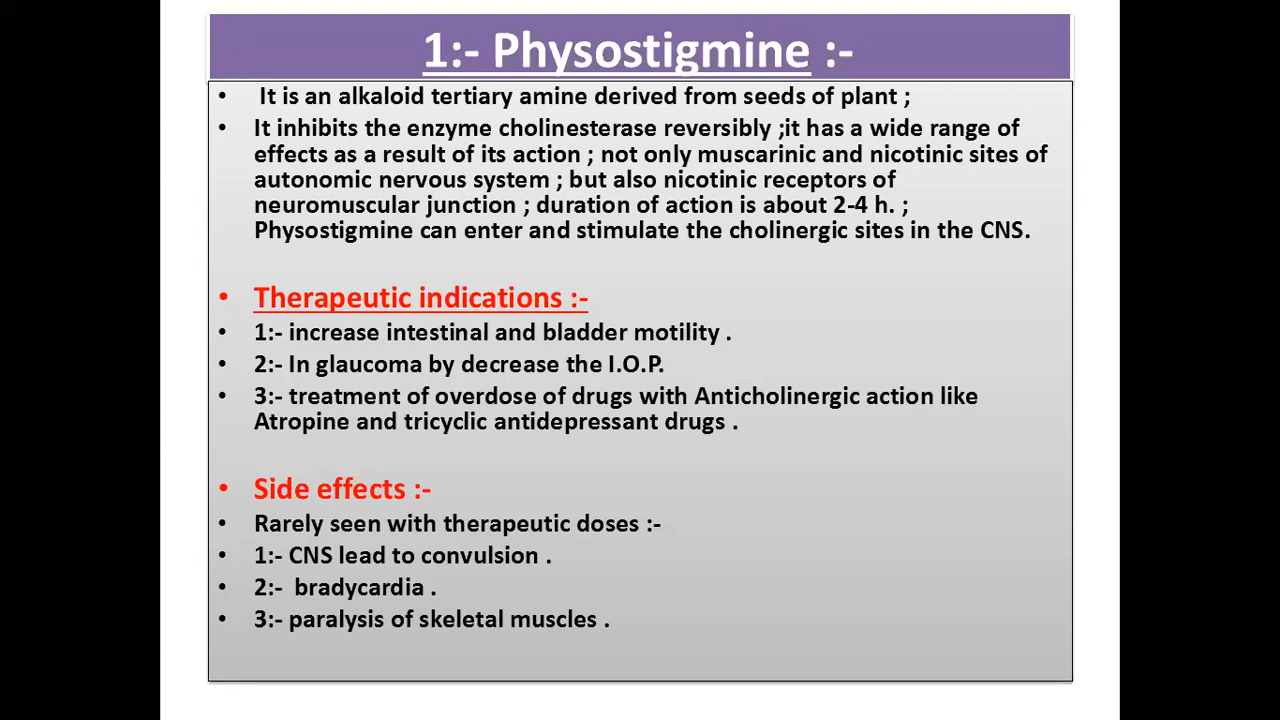 1:- Physostigmine :-
• It is an alkaloid tertiary amine derived from seeds of plant ;
• It inhibits the enzyme cholinesterase reversibly ;it has a wide range of
effects as a result of its action ; not only muscarinic and nicotinic sites of
autonomic nervous system ; but also nicotinic receptors of
neuromuscular junction ; duration of action is about 2-4 h. ;
Physostigmine can enter and stimulate the cholinergic sites in the CNS.
• Therapeutic indications :-
• 1:- increase intestinal and bladder motility .
• 2:- In glaucoma by decrease the I.O.P.
• 3:- treatment of overdose of drugs with Anticholinergic action like
Atropine and tricyclic antidepressant drugs .
• Side effects :-
• Rarely seen with therapeutic doses :-
• 1:- CNS lead to convulsion .
• 2:- bradycardia .
• 3:- paralysis of skeletal muscles .